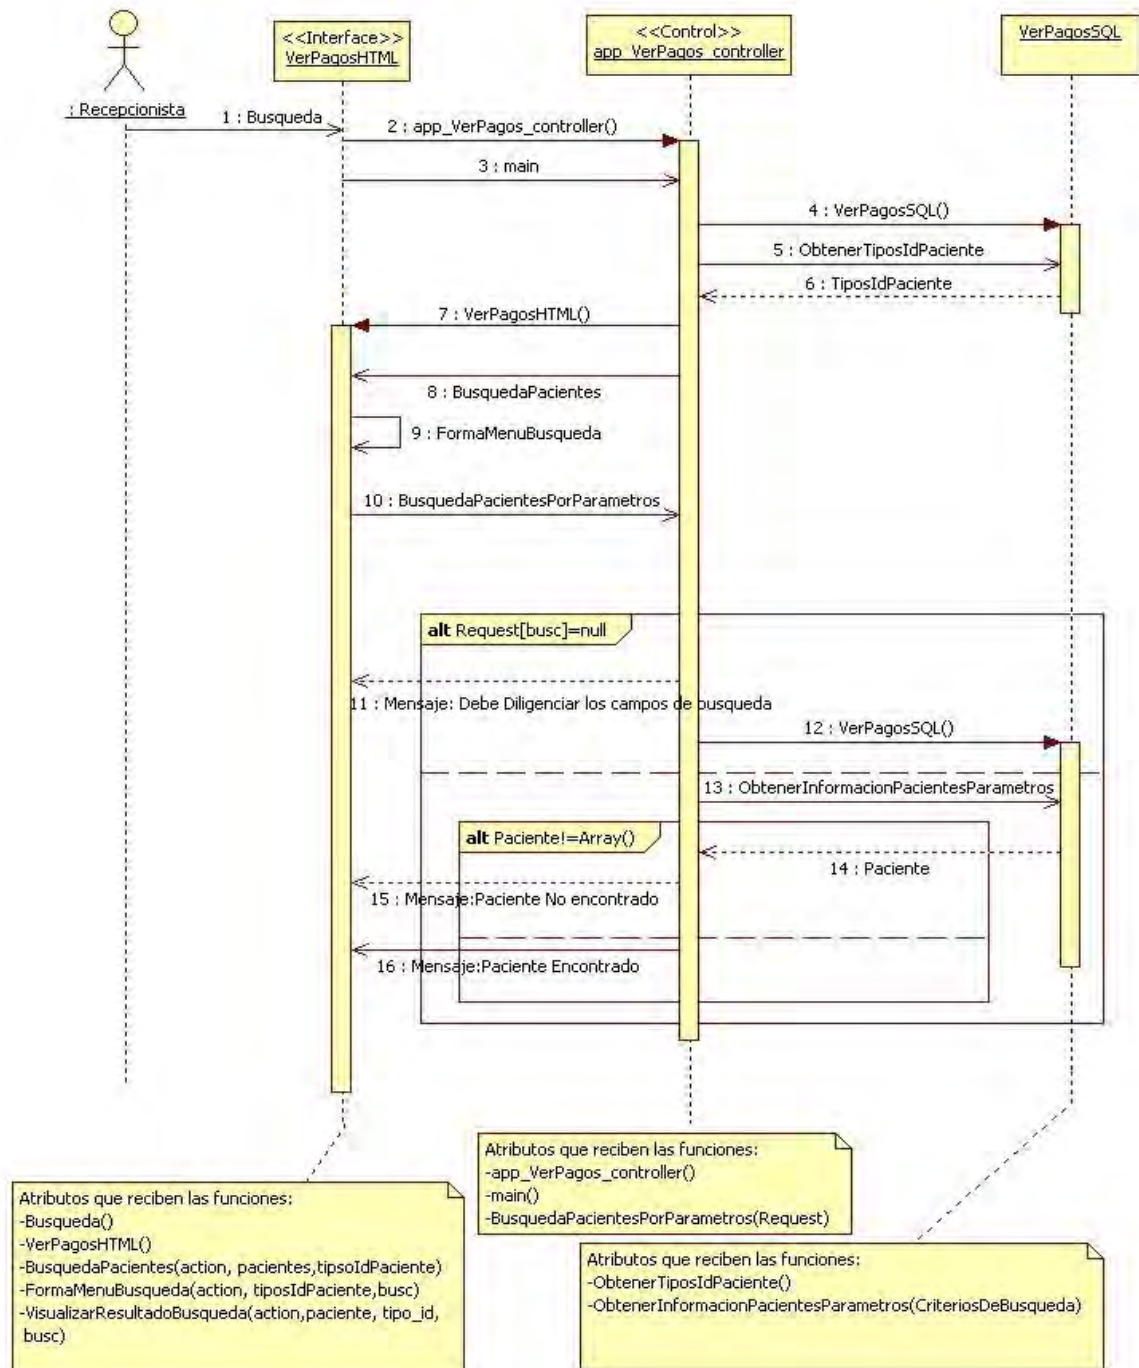 <<Interface>>
VerPagosHTML
<<Control>>
app_VerPagos_controller
VerPagosSQL
: Recepcionista
1 : Busqueda
2 : app_VerPagos_controller()
3 : main
4 : VerPagosSQL()
5 : ObtenerTiposIdPaciente
6 : TiposIdPaciente
7 : VerPagosHTML()
8 : BusquedaPacientes
9 : FormaMenuBusqueda
10 : BusquedaPacientesPorParametros
alt Request[busc]=null
11 : Mensaje: Debe Diligenciar los campos de busqueda
12 : VerPagosSQL()
13 : ObtenerInformacionPacientesParametros
alt Paciente!=Array()
14 : Paciente
15 : Mensaje:Paciente No encontrado
16 : Mensaje:Paciente Encontrado
Atributos que reciben las funciones:
-app_VerPagos_controller()
-main()
-BusquedaPacientesPorParametros(Request)
Atributos que reciben las funciones:
-Busqueda()
-VerPagosHTML()
-BusquedaPacientes(action, pacientes,tipsoIdPaciente)
-FormaMenuBusqueda(action, tiposIdPaciente,busc)
-VisualizarResultadoBusqueda(action,paciente, tipo_id,
busc)
Atributos que reciben las funciones:
-ObtenerTiposIdPaciente()
-ObtenerInformacionPacientesParametros(CriteriosDeBusqueda)